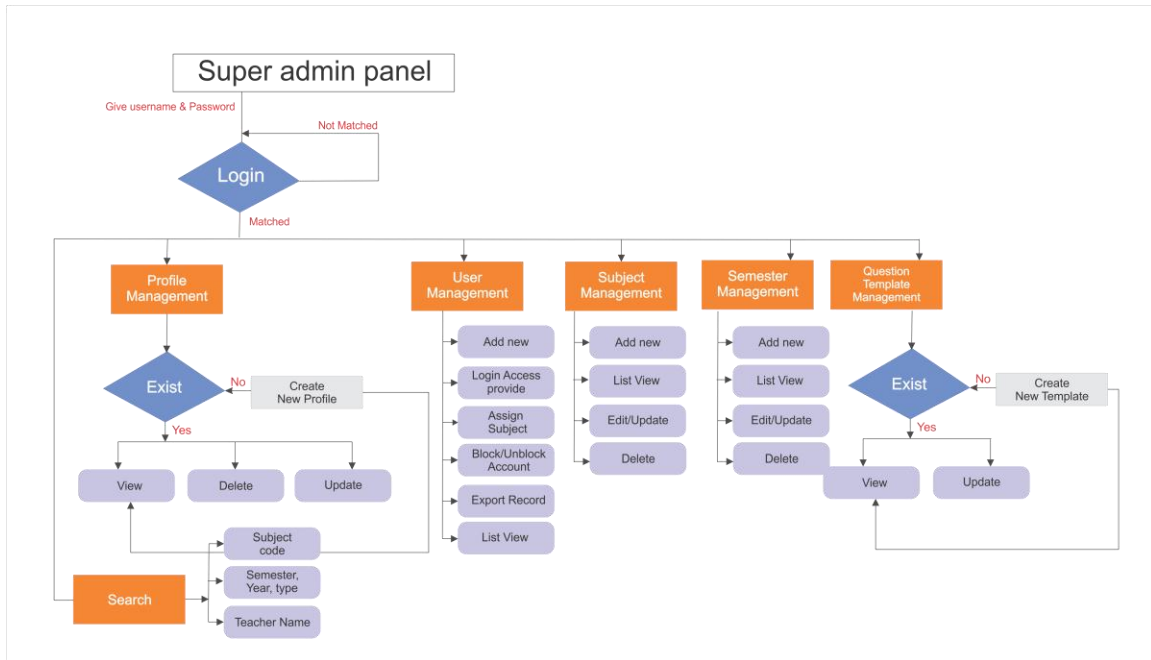 Super admin panel
Give username & Password
Not Matched
Login
Matched
Profile
Management
User
Management
Subject
Management
Semester
Management
Question
Template
Management
Exist
No
Create
New Profile
Yes
View
Delete
Update
Add new
Login Access
provide
Assign
Subject
Block/Unblock
Account
Export Record
List View
Add new
List View
Edit/Update
Delete
Add new
List View
Edit/Update
Delete
Exist
No
Create
New Template
Yes
View
Update
Search
Subject
code
Semester,
Year, type
Teacher Name